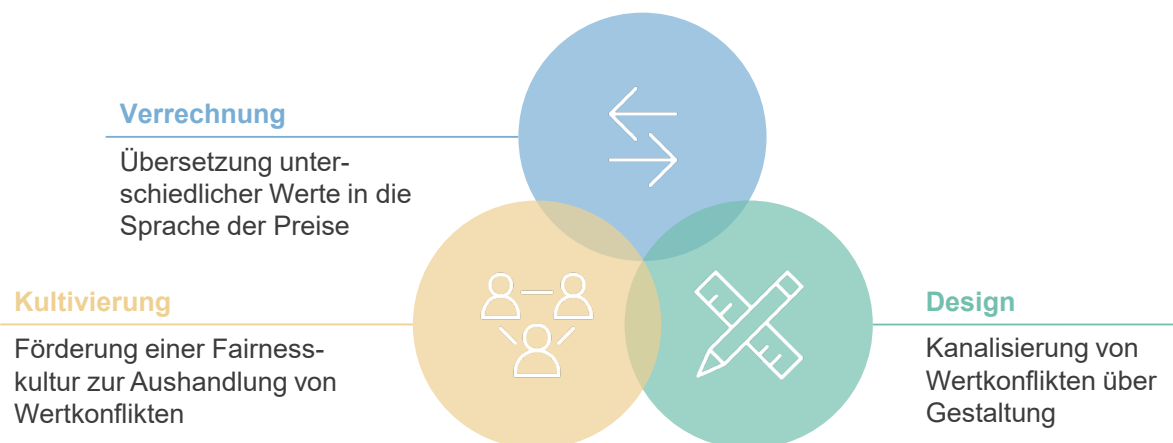 Verrechnung
Übersetzung unter-
schiedlicher Werte in die
Sprache der Preise
Kultivierung
Förderung einer Fairness-
kultur zur Aushandlung von
Wertkonflikten
Design
Kanalisierung von
Wertkonflikten über
Gestaltung